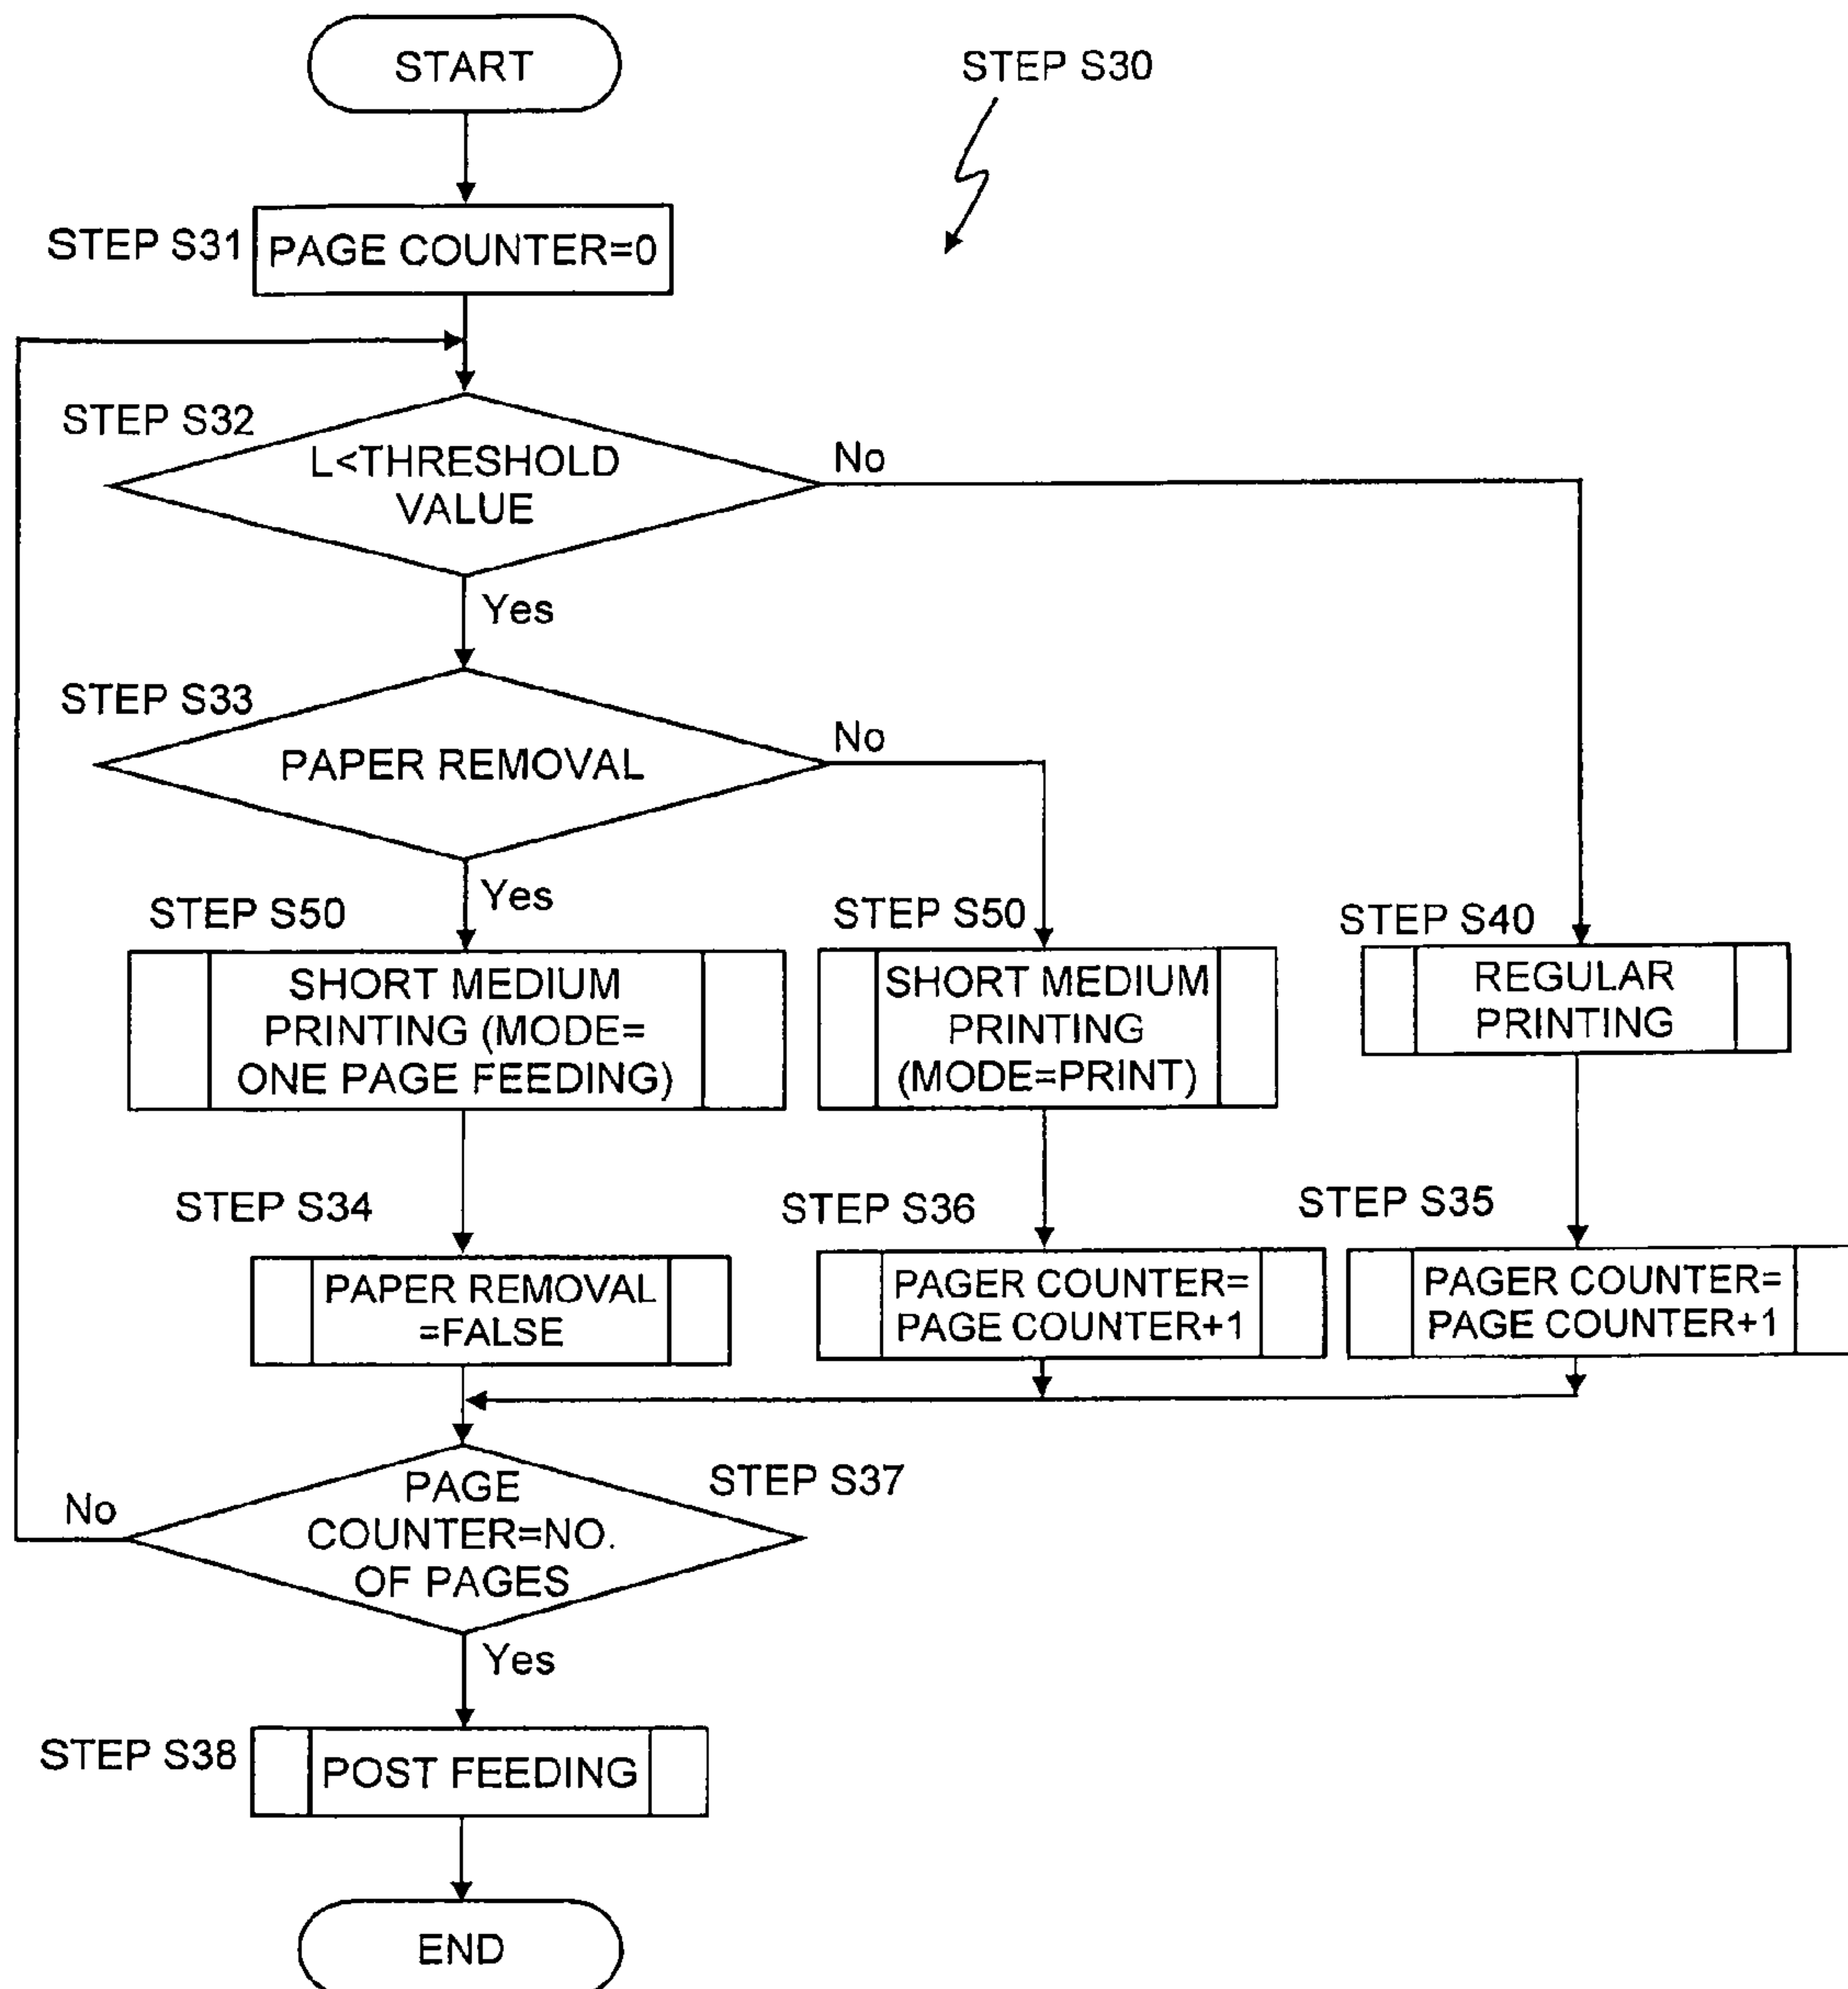 START
STEP S30
STEP S31
PAGE COUNTER=0
STEP S32
L<THRESHOLD
VALUE
No
Yes
STEP S33
PAPER REMOVAL
No
Yes
STEP S50
SHORT MEDIUM
PRINTING (MODE=
ONE PAGE FEEDING)
STEP S50
SHORT MEDIUM
PRINTING
(MODE=PRINT)
STEP S40
REGULAR
PRINTING
STEP S34
PAPER REMOVAL
=FALSE
STEP S36
PAGER COUNTER=
PAGE COUNTER+1
STEP S35
PAGER COUNTER=
PAGE COUNTER+1
STEP S37
PAGE
COUNTER=NO.
OF PAGES
No
Yes
STEP S38
POST FEEDING
END